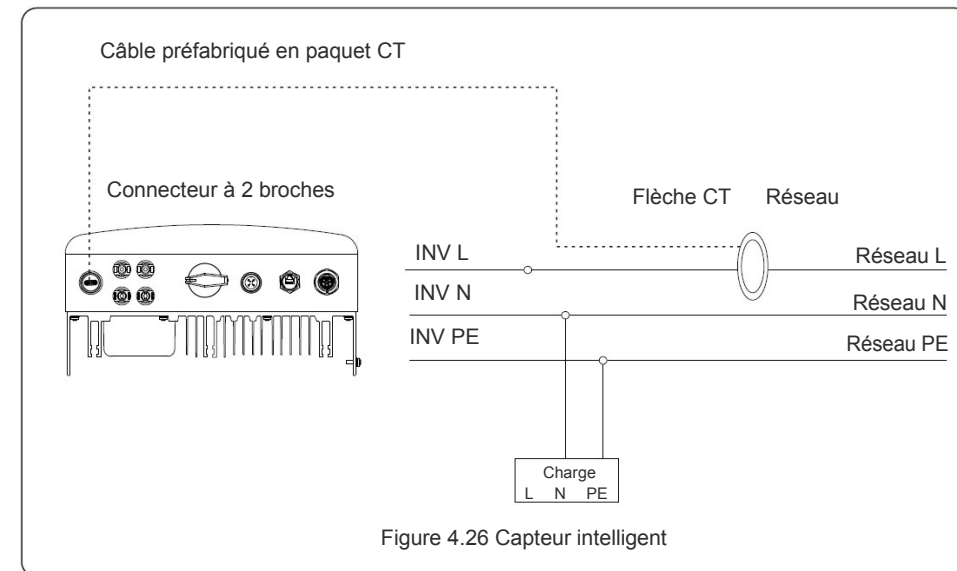 Câble préfabriqué en paquet CT
Connecteur à 2 broches
Flèche CT Réseau
INV L
Réseau L
INV N
Réseau N
INV PE
Réseau PE
Charge
L N PE
Figure 4.26 Capteur intelligent